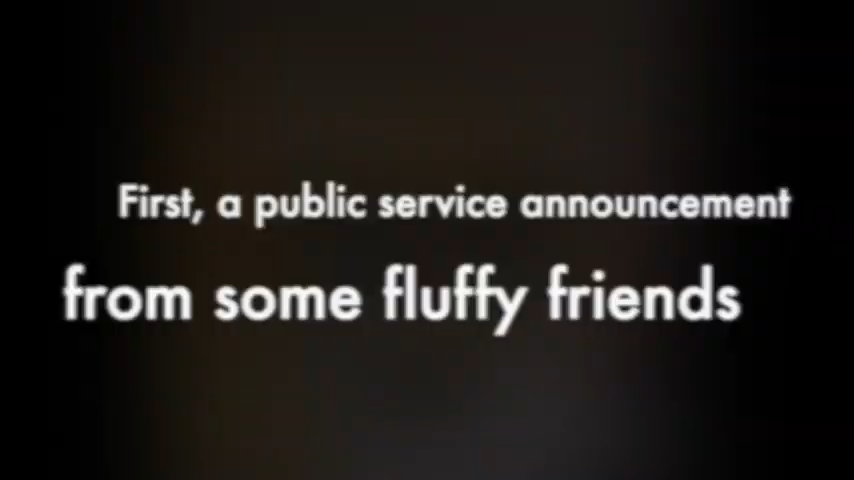 First, a public service announcement
from some fluffy friends